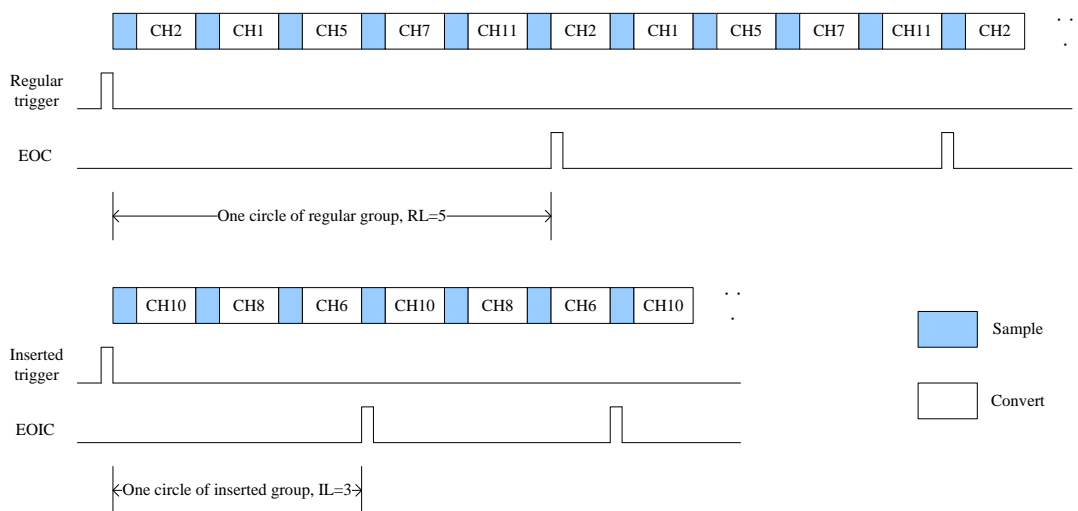 CH2 CH1 CH5 CH7 CH11 CH2 CH1 CH5 CH7 CH11 CH2 . . .
Regular
trigger
EOC
One circle of regular group, RL=5
CH10 CH8 CH6 CH10 CH8 CH6 CH10 . . .
Sample
Inserted
trigger
Convert
EOIC
One circle of inserted group, IL=3